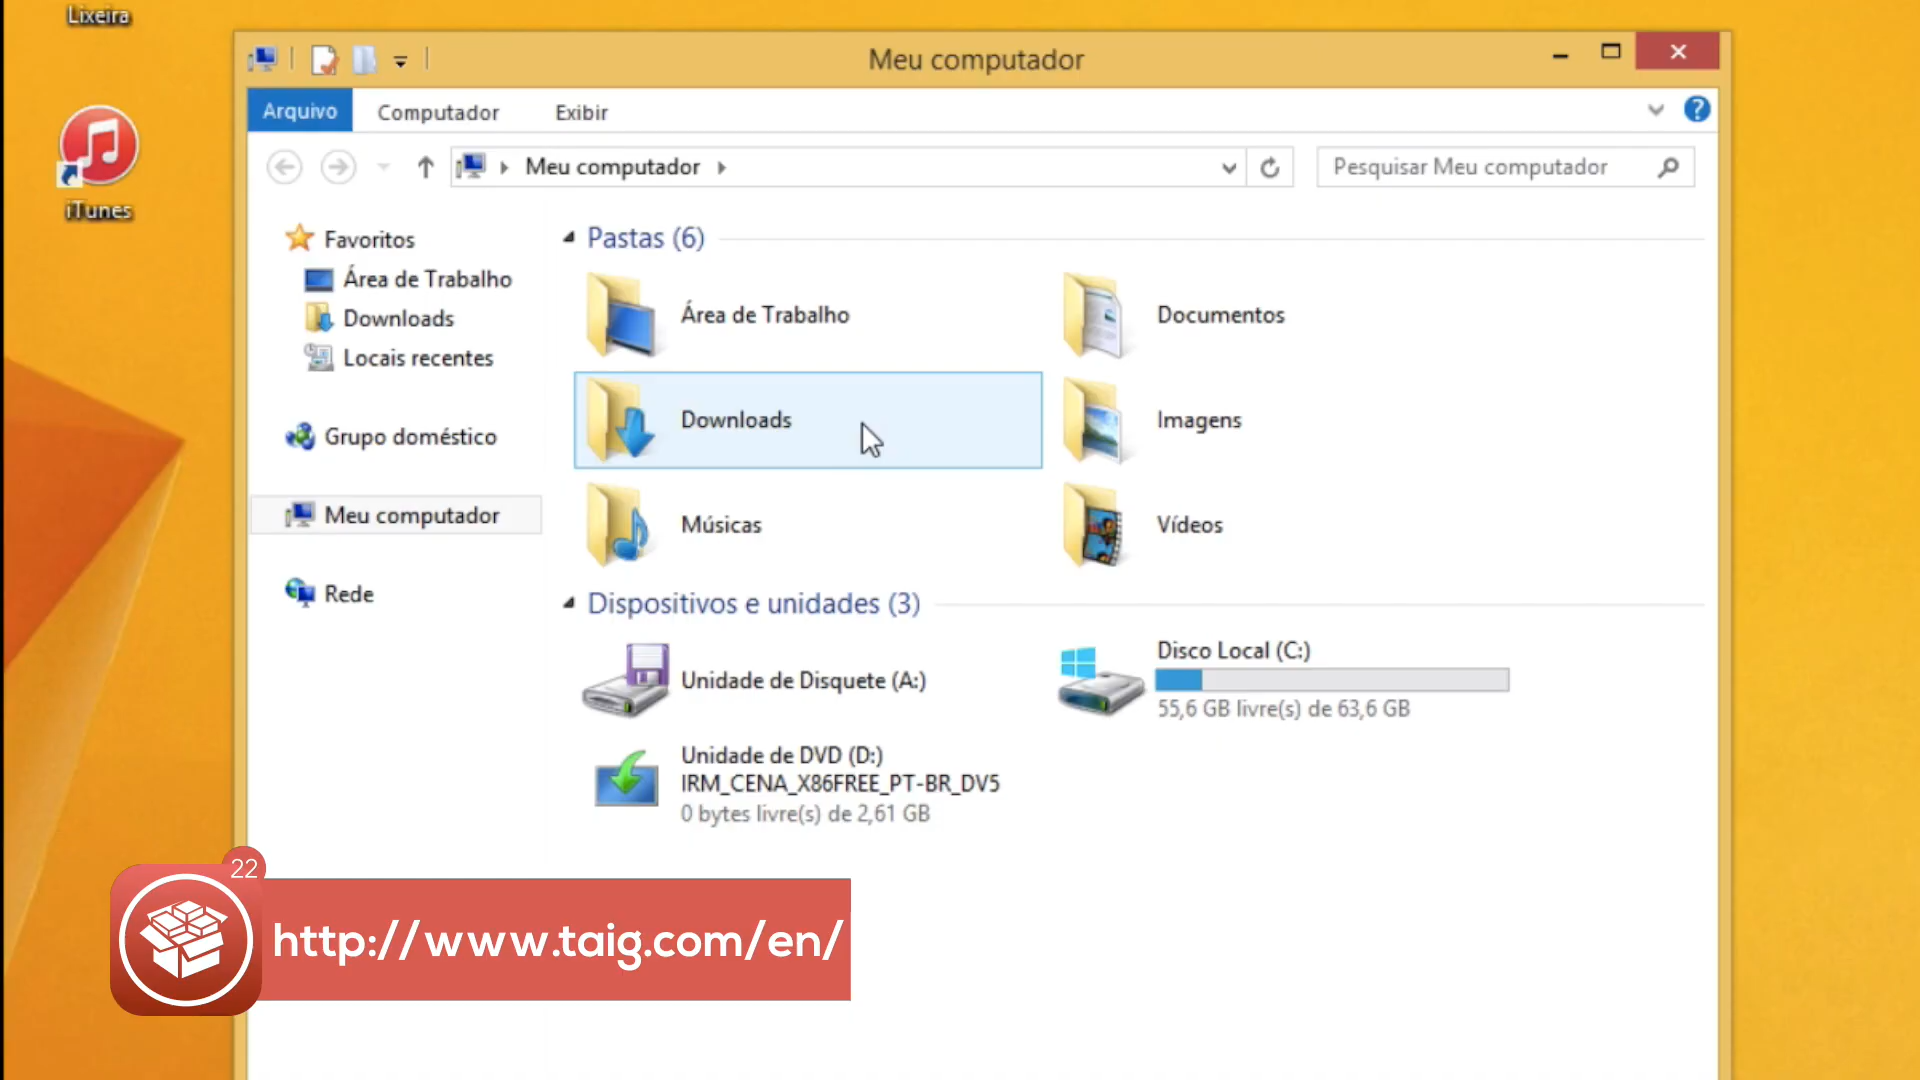 Lixeira
iTunes
Meu computador
Arquivo
Computador
Exibir
Meu computador
Pesquisar Meu computador
Favoritos
Área de Trabalho
Downloads
Locais recentes
Grupo doméstico
Meu computador
Rede
Pastas (6)
Área de Trabalho
Documentos
Downloads
Imagens
Músicas
Vídeos
Dispositivos e unidades (3)
Unidade de Disquete (A:)
Disco Local (C:)
55,6 GB livre(s) de 63,6 GB
Unidade de DVD (D:)
IRM_CENA_X86FREE_PT-BR_DV5
0 bytes livre(s) de 2,61 GB
22
http://www.taig.com/en/